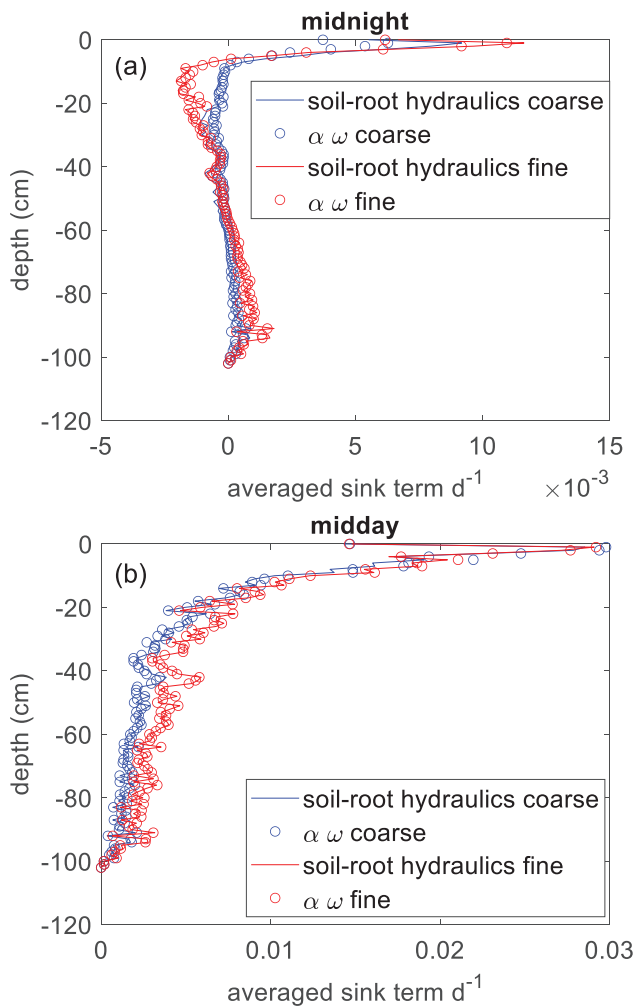 midnight
(a)
0
-20
-40
-60
-80
-100
-120
depth (cm)
soil-root hydraulics coarse
α ω coarse
soil-root hydraulics fine
α ω fine
-5
0
5
10
15
averaged sink term d⁻¹
×10⁻³
midday
(b)
0
-20
-40
-60
-80
-100
-120
depth (cm)
soil-root hydraulics coarse
α ω coarse
soil-root hydraulics fine
α ω fine
0
0.01
0.02
0.03
averaged sink term d⁻¹